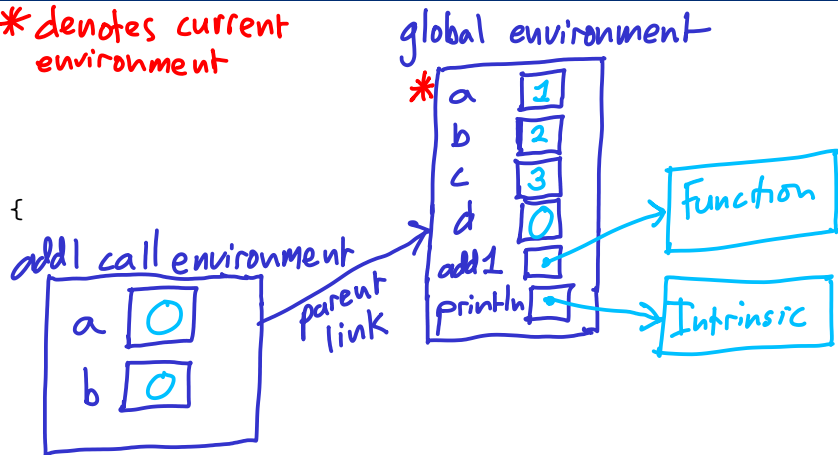 * denotes current
environment
global environment
* a 1
b 2
c 3
d 0
add1
println
Function
Intrinsic
{
add1 call environment
a 0
b 0
parent
link